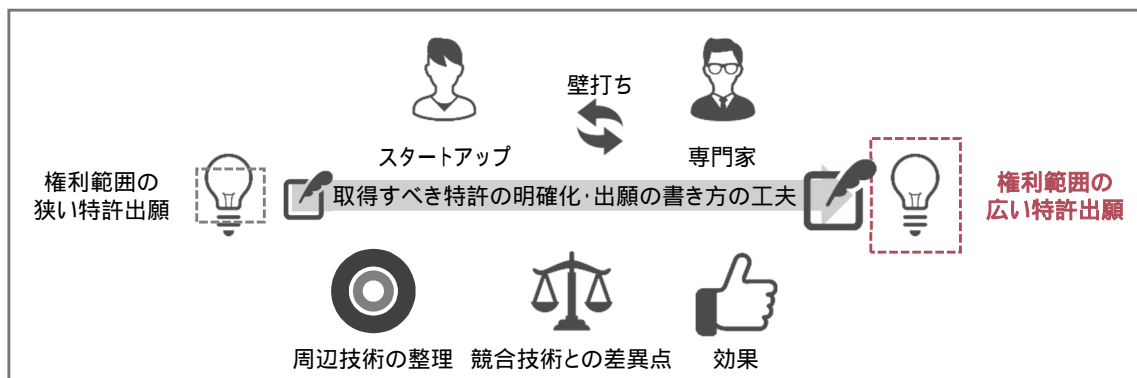 壁打ち
スタートアップ
専門家
権利範囲の
狭い特許出願
取得すべき特許の明確化・出願の書き方の工夫
権利範囲の
広い特許出願
周辺技術の整理
競合技術との差異点
効果